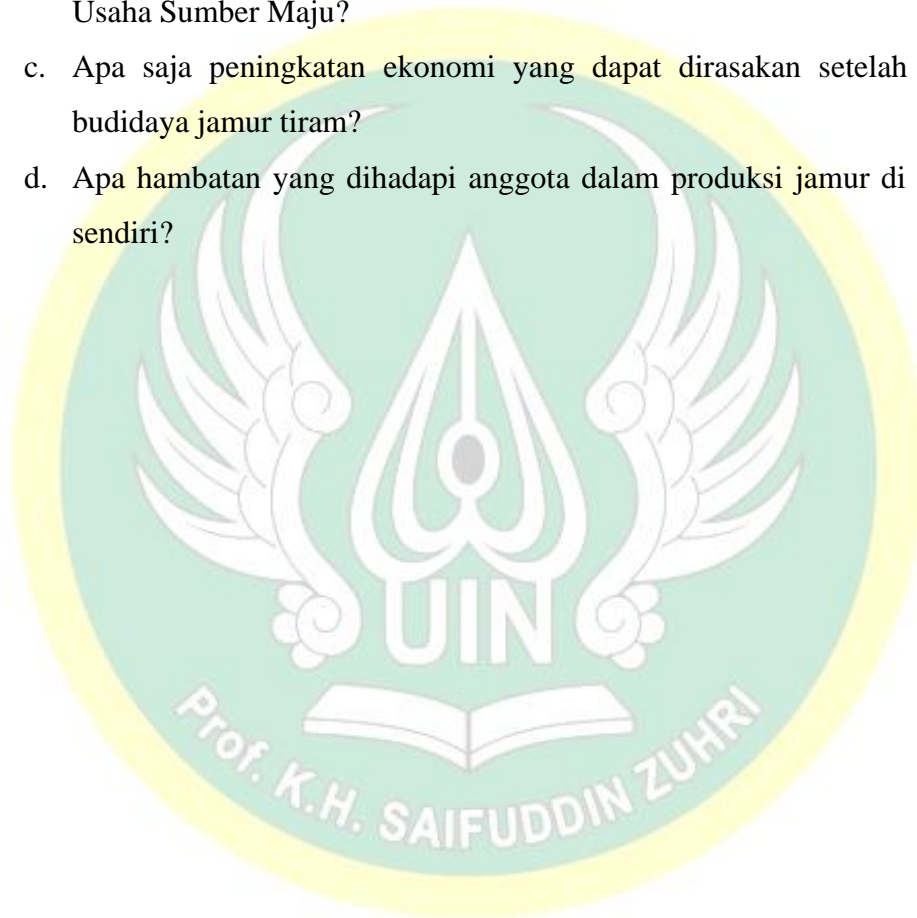 Usaha Sumber Maju?
c. Apa saja peningkatan ekonomi yang dapat dirasakan setelah
budidaya jamur tiram?
d. Apa hambatan yang dihadapi anggota dalam produksi jamur di
sendiri?
UIN
Prof. K.H. SAIFUDDIN ZUHRI